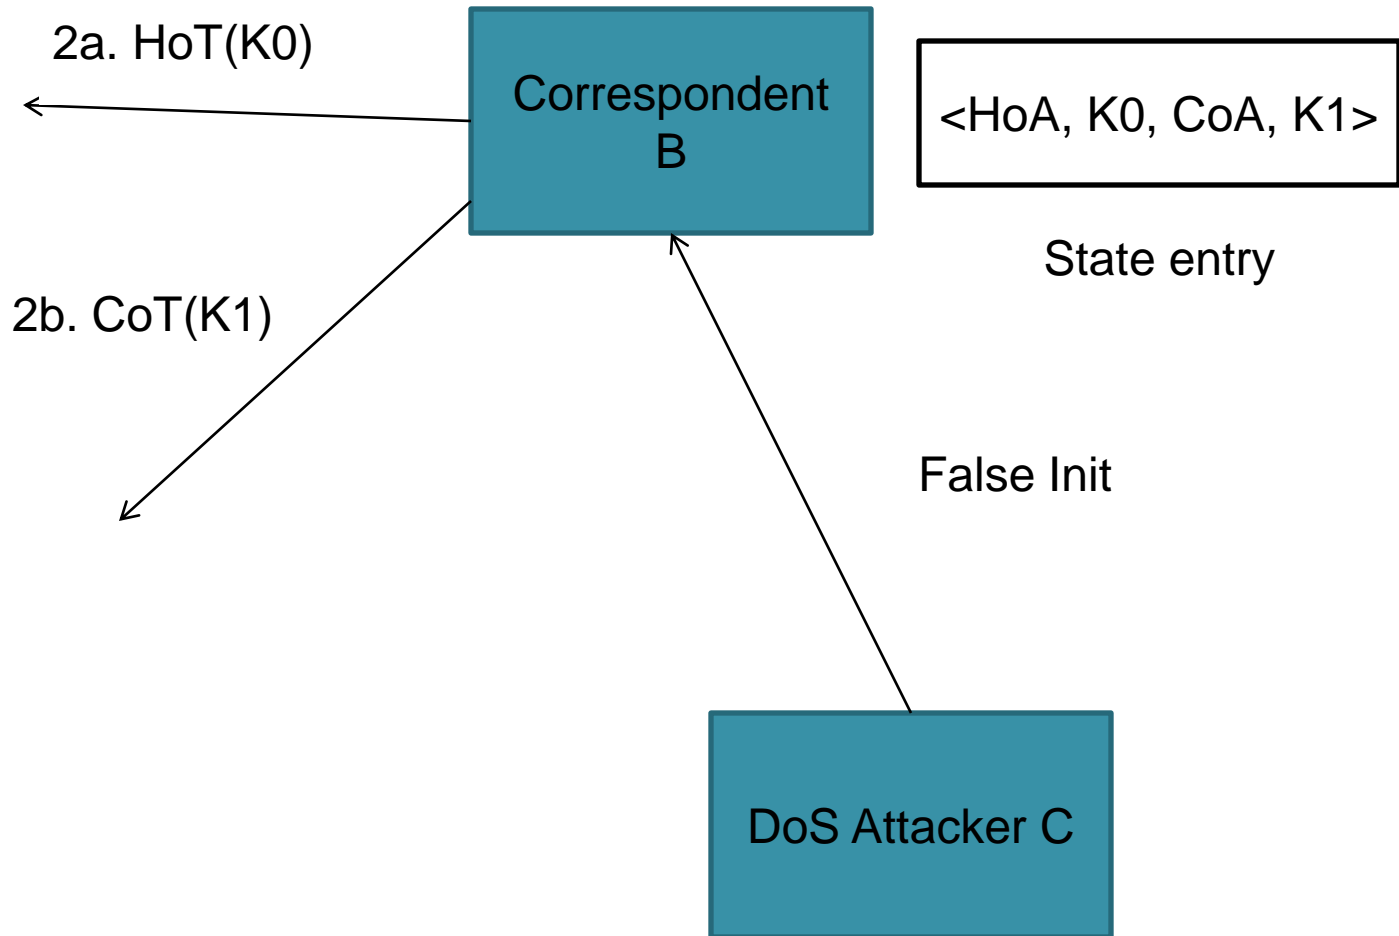 2a. HoT(K0)
Correspondent
B
<HoA, K0, CoA, K1>
State entry
2b. CoT(K1)
False Init
DoS Attacker C